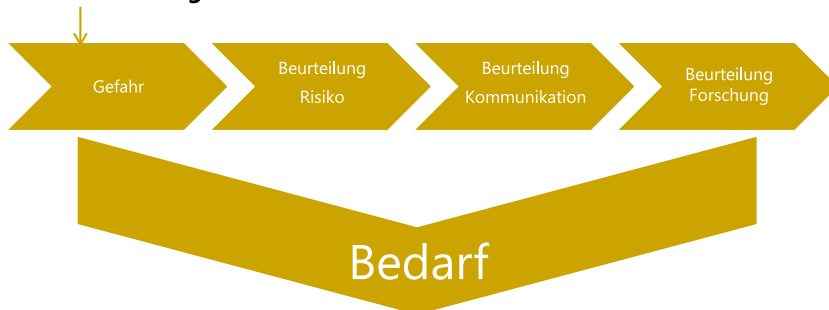 Gefahr
Beurteilung
Risiko
Beurteilung
Kommunikation
Beurteilung
Forschung
Bedarf